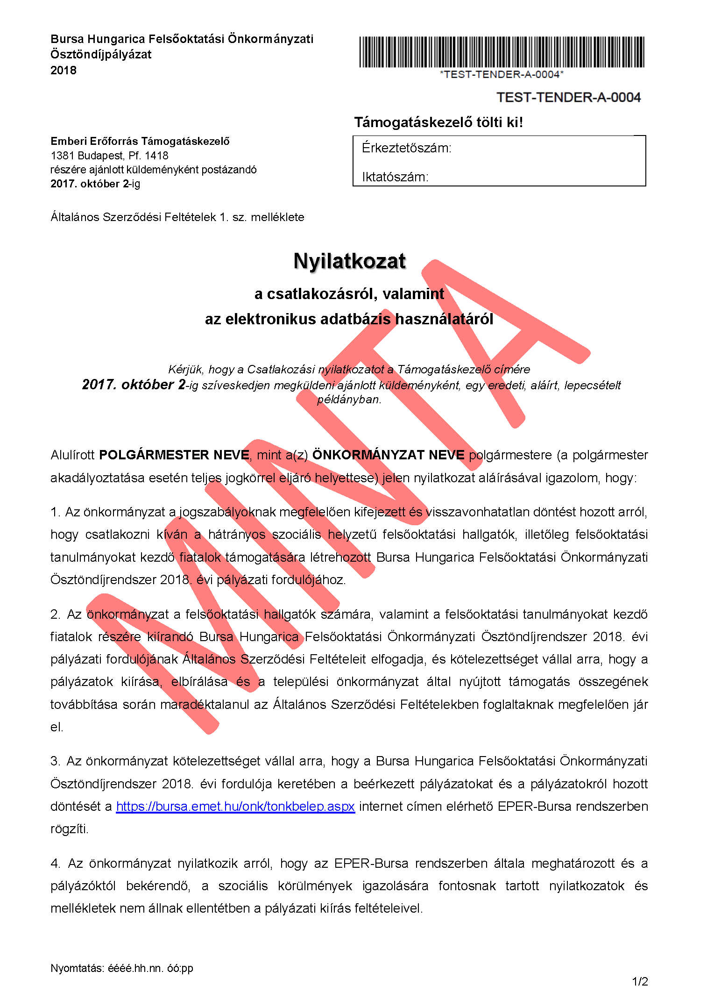 Bursa Hungarica Felsőoktatási Önkormányzati
Ösztöndíjpályázat
2018
*TEST-TENDER-A-0004*
TEST-TENDER-A-0004
Támogatáskezelő tölti ki!
Érkeztetőszám:
Iktatószám:
Emberi Erőforrás Támogatáskezelő
1381 Budapest, Pf. 1418
részére ajánlott küldeményként postázandó
2017. október 2-ig
Általános Szerződési Feltételek 1. sz. melléklete
Nyilatkozat
a csatlakozásról, valamint
az elektronikus adatbázis használatáról
Kérjük, hogy a Csatlakozási nyilatkozatot a Támogatáskezelő címére
2017. október 2-ig szíveskedjen megküldeni ajánlott küldeményként, egy eredeti, aláírt, lepecsételt
példányban.
Alulírott POLGÁRMESTER NEVE, mint a(z) ÖNKORMÁNYZAT NEVE polgármestere (a polgármester
akadályoztatása esetén teljes jogkörrel eljáró helyettese) jelen nyilatkozat aláírásával igazolom, hogy:
1. Az önkormányzat a jogszabályoknak megfelelően kifejezett és visszavonhatatlan döntést hozott arról,
hogy csatlakozni kíván a hátrányos szociális helyzetű felsőoktatási hallgatók, illetőleg felsőoktatási
tanulmányokat kezdő fiatalok támogatására létrehozott Bursa Hungarica Felsőoktatási Önkormányzati
Ösztöndíjrendszer 2018. évi pályázati fordulójához.
2. Az önkormányzat a felsőoktatási hallgatók számára, valamint a felsőoktatási tanulmányokat kezdő
fiatalok részére kiírandó Bursa Hungarica Felsőoktatási Önkormányzati Ösztöndíjrendszer 2018. évi
pályázati fordulójának Általános Szerződési Feltételeit elfogadja, és kötelezettséget vállal arra, hogy a
pályázatok kiírása, elbírálása és a települési önkormányzat által nyújtott támogatás összegének
továbbítása során maradéktalanul az Általános Szerződési Feltételekben foglaltaknak megfelelően jár
el.
3. Az önkormányzat kötelezettséget vállal arra, hogy a Bursa Hungarica Felsőoktatási Önkormányzati
Ösztöndíjrendszer 2018. évi fordulója keretében a beérkezett pályázatokat és a pályázatokról hozott
döntését a https://bursa.emet.hu/onk/tonkbelep.aspx internet címen elérhető EPER-Bursa rendszerben
rögzíti.
4. Az önkormányzat nyilatkozik arról, hogy az EPER-Bursa rendszerben általa meghatározott és a
pályázóktól bekérendő, a szociális körülmények igazolására fontosnak tartott nyilatkozatok és
mellékletek nem állnak ellentétben a pályázati kiírás feltételeivel.
MINTA
Nyomtatás: éééé.hh.nn. óó:pp
1/2